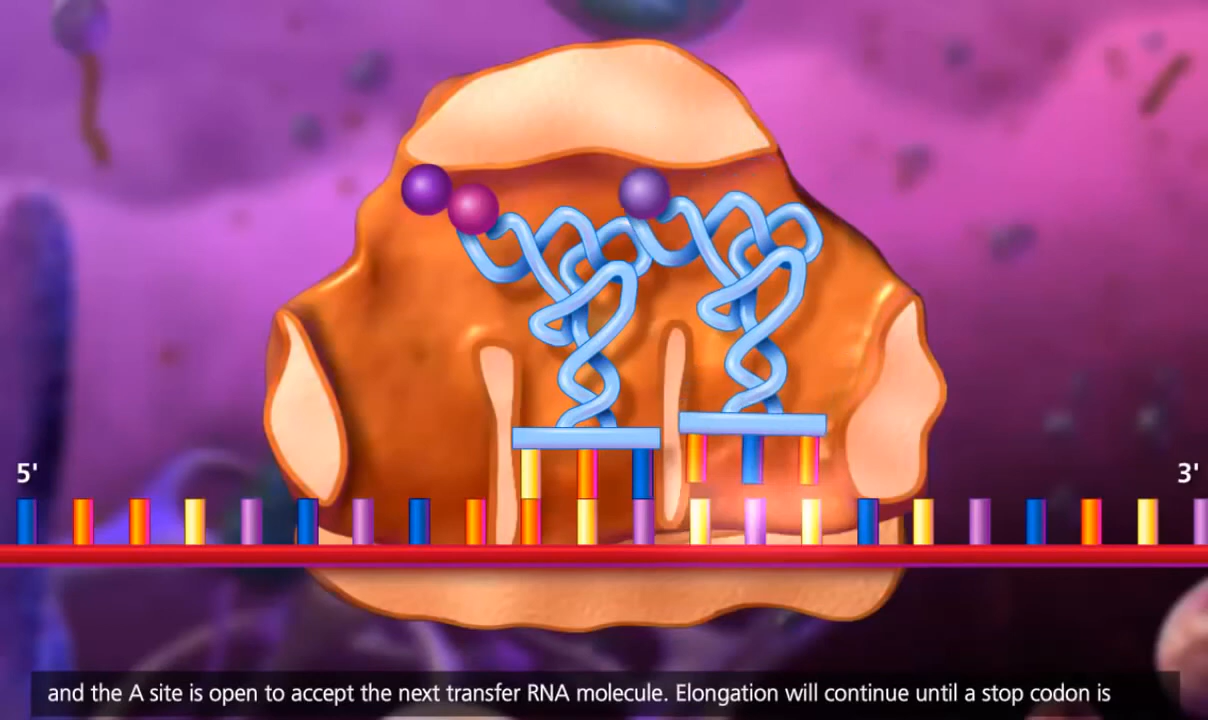 5'
3'
and the A site is open to accept the next transfer RNA molecule. Elongation will continue until a stop codon is